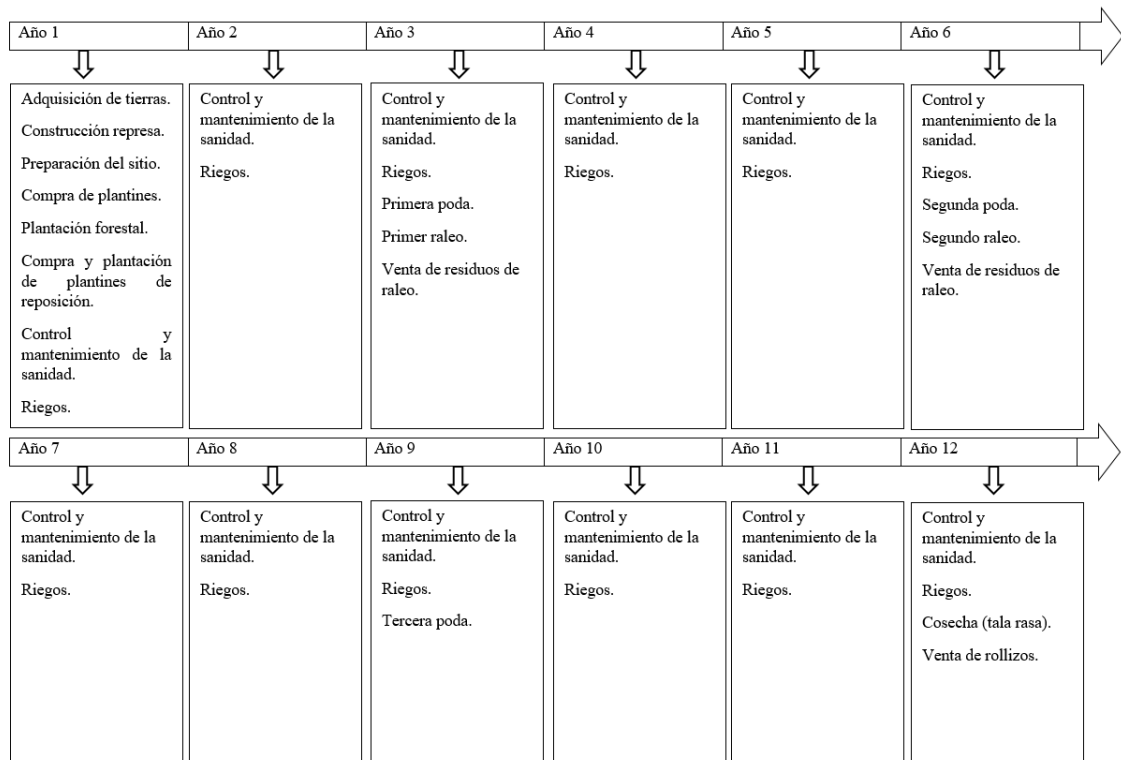 Año 1
Año 2
Año 3
Año 4
Año 5
Año 6
Adquisición de tierras.
Construcción represa.
Preparación del sitio.
Compra de plantines.
Plantación forestal.
Compra y plantación
de plantines de
reposición.
Control y
mantenimiento de la
sanidad.
Riegos.
Control y
mantenimiento de la
sanidad.
Riegos.
Control y
mantenimiento de la
sanidad.
Riegos.
Primera poda.
Primer raleo.
Venta de residuos de
raleo.
Control y
mantenimiento de la
sanidad.
Riegos.
Control y
mantenimiento de la
sanidad.
Riegos.
Control y
mantenimiento de la
sanidad.
Riegos.
Segunda poda.
Segundo raleo.
Venta de residuos de
raleo.
Año 7
Año 8
Año 9
Año 10
Año 11
Año 12
Control y
mantenimiento de la
sanidad.
Riegos.
Control y
mantenimiento de la
sanidad.
Riegos.
Control y
mantenimiento de la
sanidad.
Riegos.
Tercera poda.
Control y
mantenimiento de la
sanidad.
Riegos.
Control y
mantenimiento de la
sanidad.
Riegos.
Control y
mantenimiento de la
sanidad.
Riegos.
Cosecha (tala rasa).
Venta de rollizos.